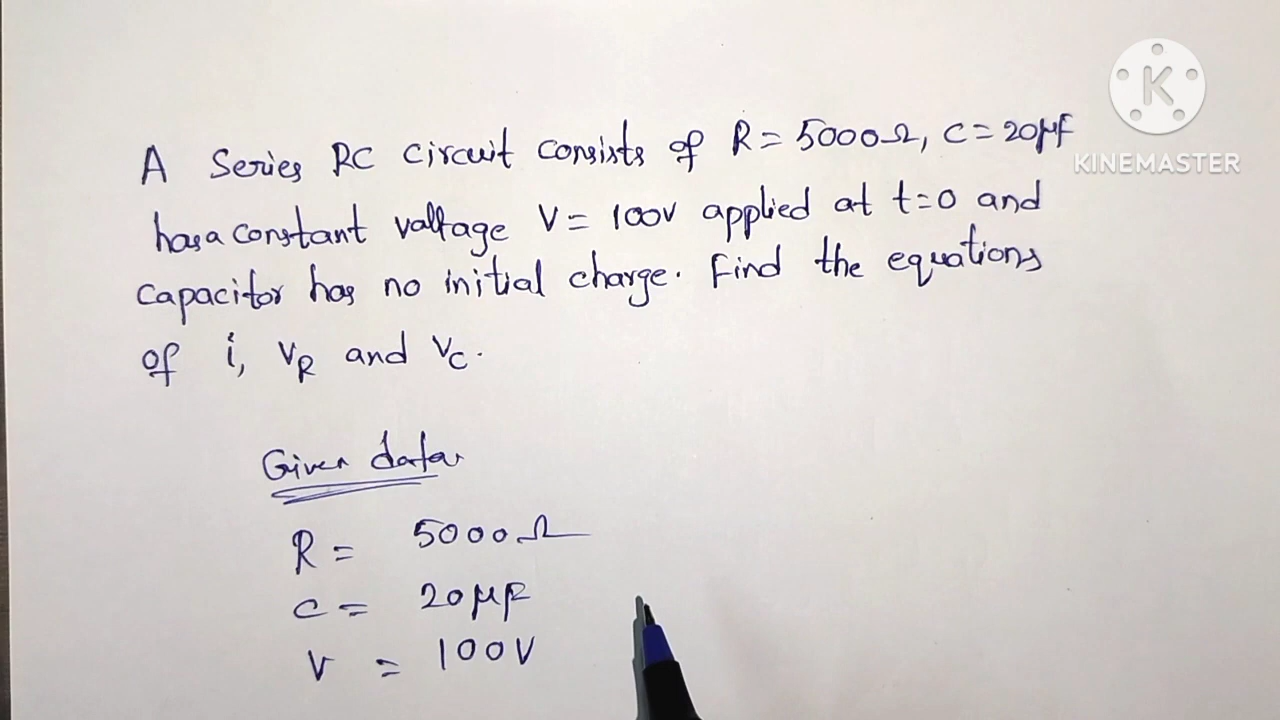 K
KINEMASTER
A Series RC Circuit consists of R = 5000Ω, C = 20μF
has a constant valtage V = 100V applied at t=0 and
Capacitor has no initial charge. Find the equations
of i, VR and VC.
Given data
R = 5000Ω
C = 20μF
V = 100V